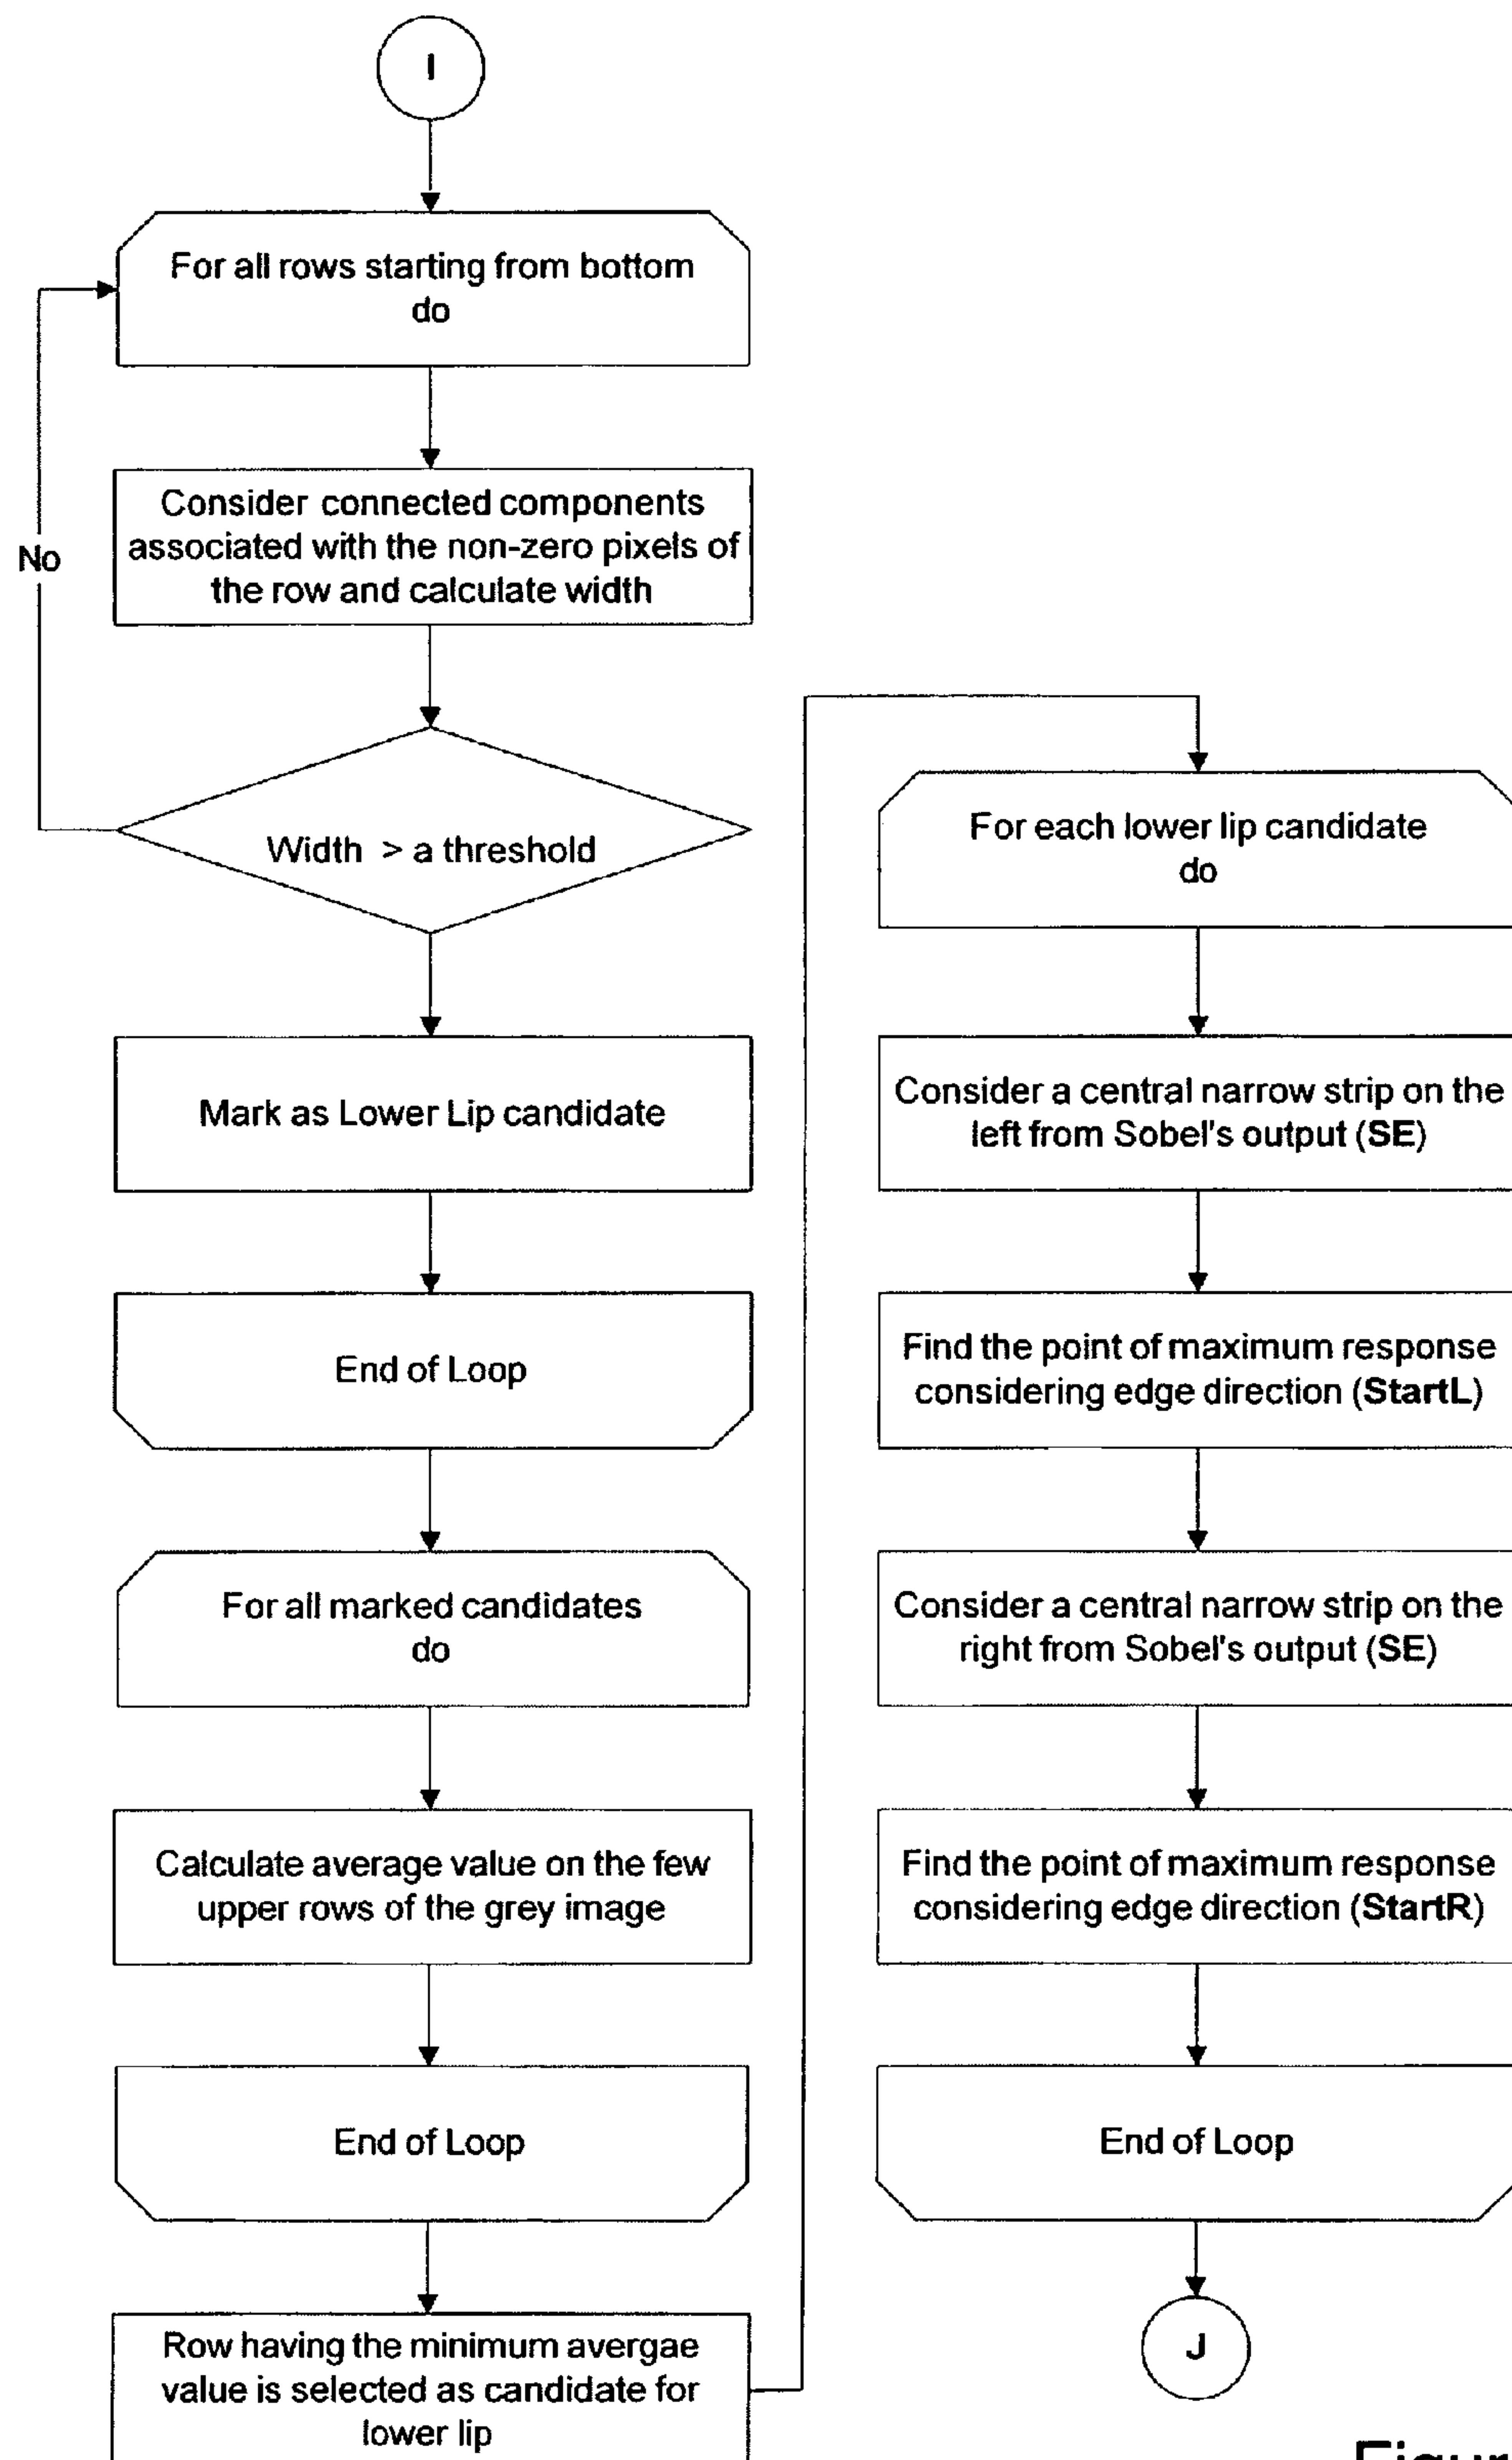 I
For all rows starting from bottom
do
Consider connected components
associated with the non-zero pixels of
the row and calculate width
No
Width > a threshold
Mark as Lower Lip candidate
End of Loop
For all marked candidates
do
Calculate average value on the few
upper rows of the grey image
End of Loop
Row having the minimum avergae
value is selected as candidate for
lower lip
For each lower lip candidate
do
Consider a central narrow strip on the
left from Sobel's output (SE)
Find the point of maximum response
considering edge direction (StartL)
Consider a central narrow strip on the
right from Sobel's output (SE)
Find the point of maximum response
considering edge direction (StartR)
End of Loop
J